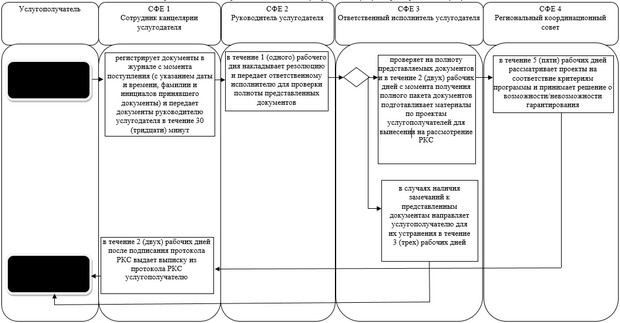 Услугополучатель
СФЕ 1
Сотрудник канцелярии
услугодателя
СФЕ 2
Руководитель услугодателя
СФЕ 3
Ответственный исполнитель услугодателя
СФЕ 4
Региональный координационный
совет
регистрирует документы в
журнале с момента
поступления (с указанием даты
и времени, фамилии и
инициалов принявшего
документы) и передает
документы руководителю
услугодателя в течение 30
(тридцати) минут
в течение 1 (одного) рабочего
дня накладывает резолюцию
и передает ответственному
исполнителю для проверки
полноты представленных
документов
проверяет на полноту
представляемых документов
и в течение 2 (двух) рабочих
дней с момента получения
полного пакета документов
подготавливает материалы
по проектам
услугополучателей для
вынесения на рассмотрение
РКС
в течение 5 (пяти) рабочих дней
рассматривает проекты на
соответствие критериям
программы и принимает решение о
возможности/невозможности
гарантирования
в случаях наличия
замечаний к
представленным
документам направляет
услугополучателю для
их устранения в течение
3 (трех) рабочих дней
в течение 2 (двух) рабочих дней
после подписания протокола
РКС выдает выписку из
протокола РКС
услугополучателю